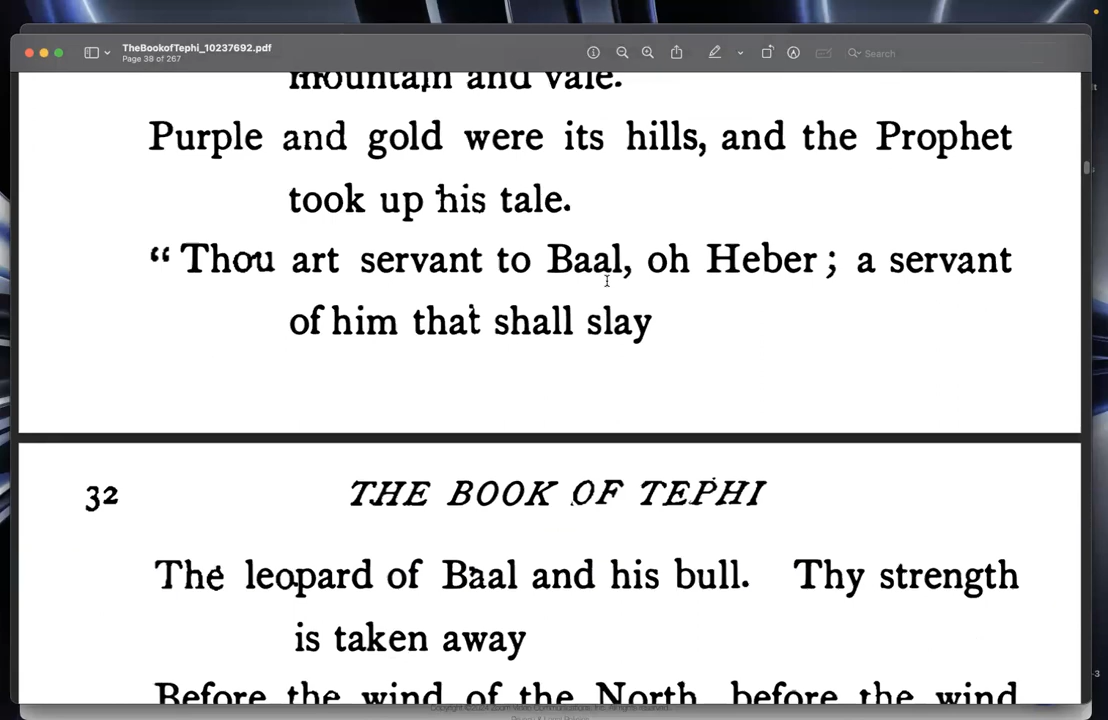 TheBookofTephi_10237692.pdf
Page 38 of 267
Search
mountain and vale.
Purple and gold were its hills, and the Prophet
took up his tale.
“ Thou art servant to Baal, oh Heber ; a servant
of him that shall slay
32
THE BOOK OF TEPHI
The leopard of Baal and his bull. Thy strength
is taken away
Before the wind of the North, before the wind